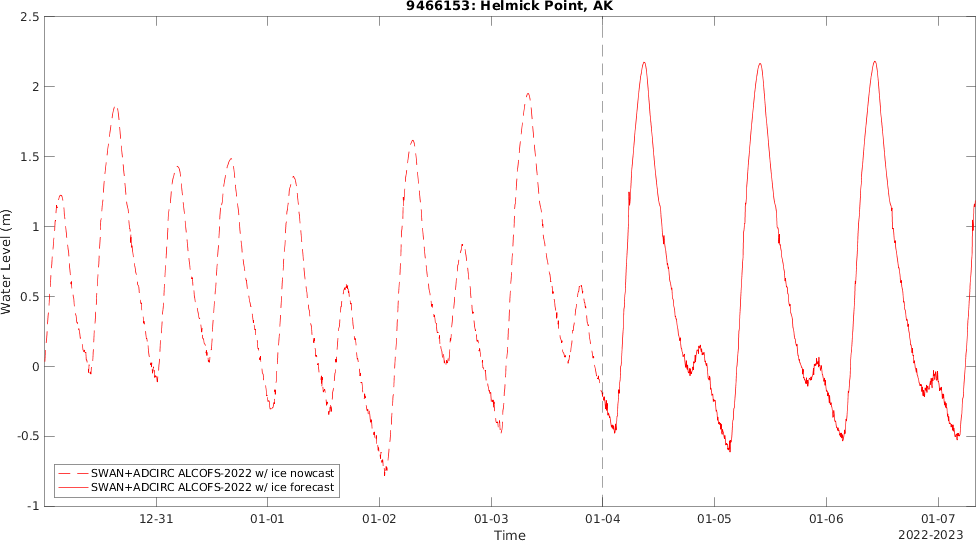 9466153: Helmick Point, AK
2.5
2
1.5
1
0.5
0
-0.5
-1
Water Level (m)
SWAN+ADCIRC ALCOFS-2022 w/ ice nowcast
SWAN+ADCIRC ALCOFS-2022 w/ ice forecast
12-31 01-01 01-02 01-03 01-04 01-05 01-06 01-07
Time
2022-2023